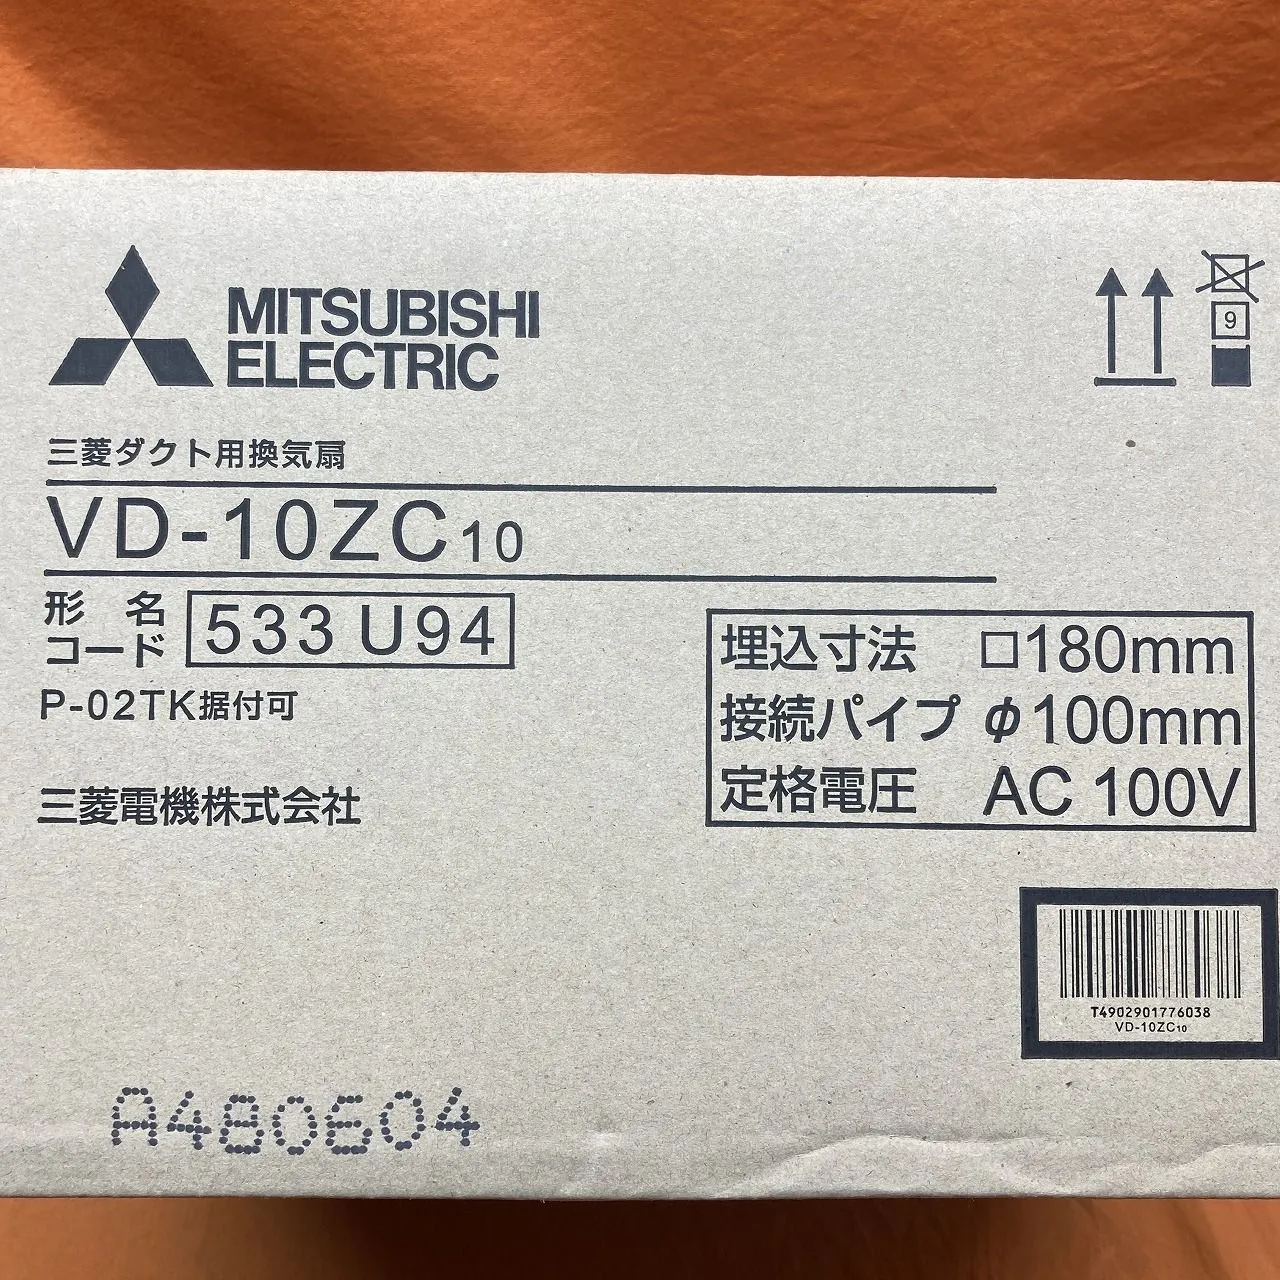 MITSUBISHI
ELECTRIC
9
三菱ダクト用換気扇
VD-10ZC10
形名
コード
533U94
P-02TK据付可
三菱電機株式会社
埋込寸法 □180mm
接続パイプ φ100mm
定格電圧 AC 100V
T4902901776038
VD-10ZC10
A480604